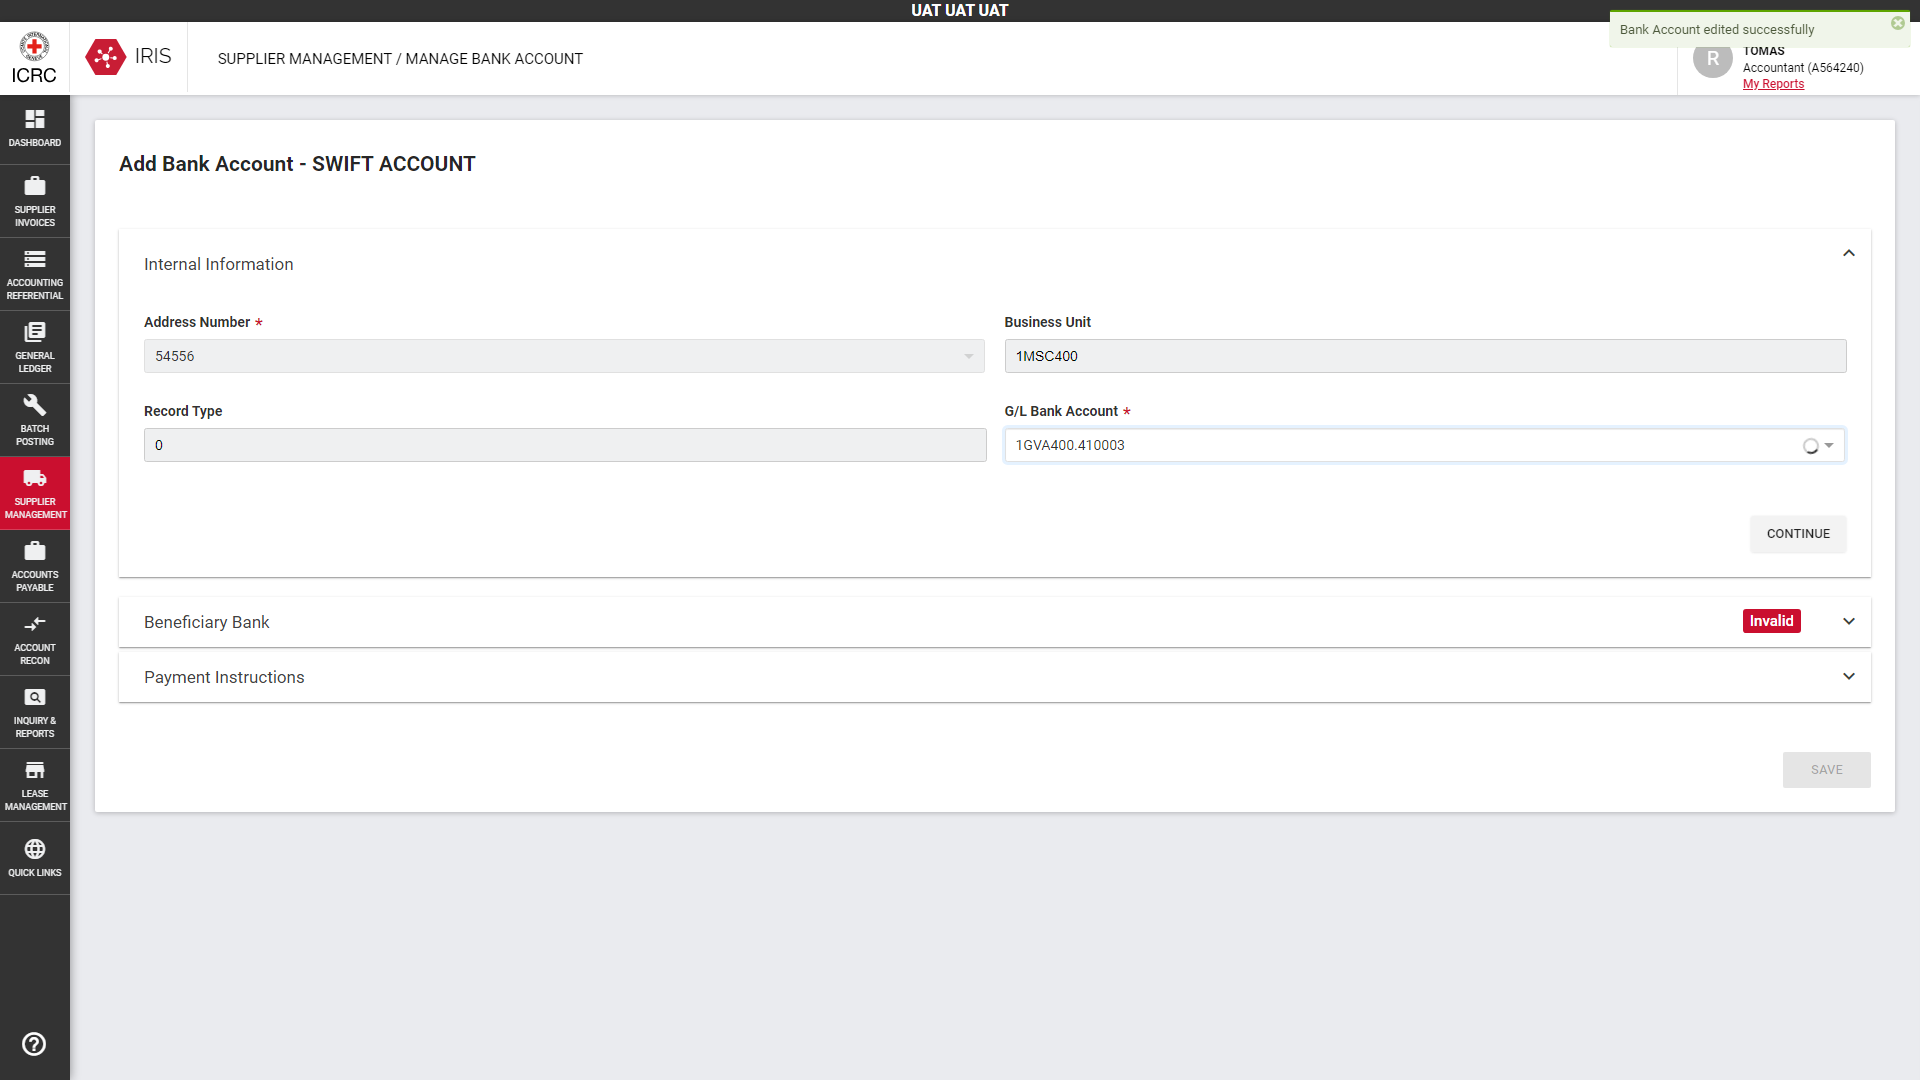 UAT UAT UAT
ICRC
IRIS
SUPPLIER MANAGEMENT / MANAGE BANK ACCOUNT
Bank Account edited successfully
R
TOMAS
Accountant (A564240)
My Reports
DASHBOARD
SUPPLIER
INVOICES
ACCOUNTING
REFERENTIAL
GENERAL
LEDGER
BATCH
POSTING
SUPPLIER
MANAGEMENT
ACCOUNTS
PAYABLE
ACCOUNT
RECON
INQUIRY &
REPORTS
LEASE
MANAGEMENT
QUICK LINKS
Add Bank Account - SWIFT ACCOUNT
Internal Information
Address Number *
54556
Business Unit
1MSC400
Record Type
0
G/L Bank Account *
1GVA400.410003
CONTINUE
Beneficiary Bank
Invalid
Payment Instructions
SAVE